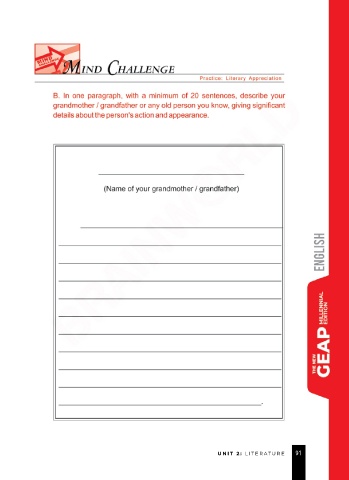 MIND
MIND CHALLENGE
Practice: Literary Appreciation
B. In one paragraph, with a minimum of 20 sentences, describe your
grandmother / grandfather or any old person you know, giving significant
details about the person's action and appearance.
(Name of your grandmother / grandfather)
.
ENGLISH
THE NEW
GEAP MILLENNIAL
EDITION
UNIT 2: LITERATURE 91